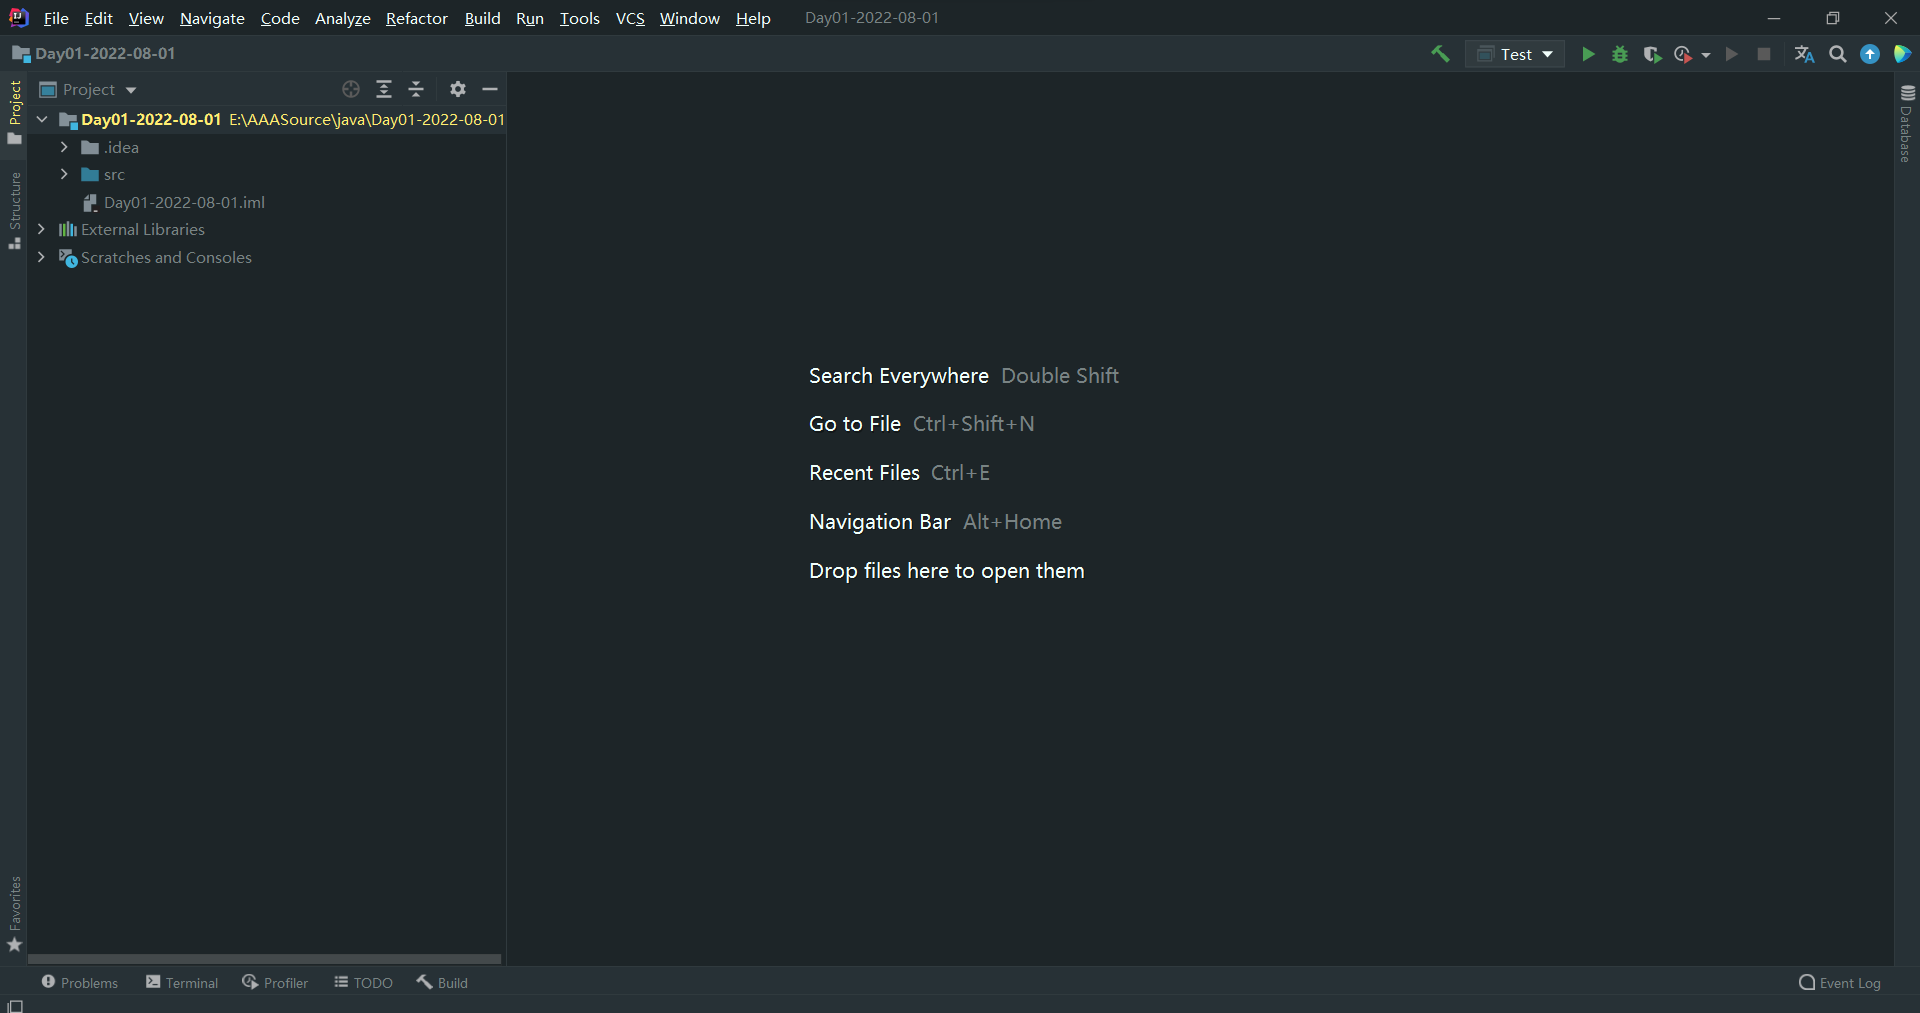 File Edit View Navigate Code Analyze Refactor Build Run Tools VCS Window Help Day01-2022-08-01
Day01-2022-08-01
Test
Project
Project
Day01-2022-08-01 E:\AAASource\java\Day01-2022-08-01
.idea
src
Day01-2022-08-01.iml
External Libraries
Scratches and Consoles
Structure
Favorites
Search Everywhere Double Shift
Go to File Ctrl+Shift+N
Recent Files Ctrl+E
Navigation Bar Alt+Home
Drop files here to open them
Database
Problems Terminal Profiler TODO Build Event Log